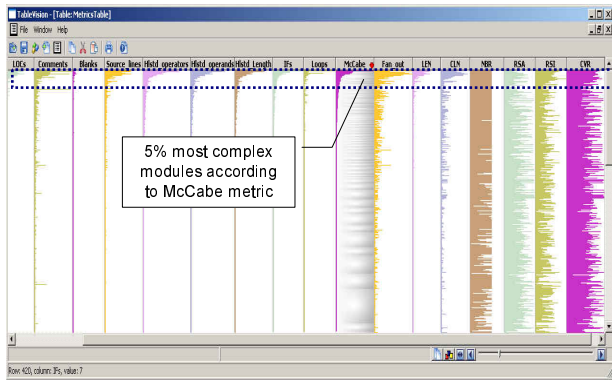 TableVision - [Table: MetricsTable]
File Window Help
LOCs Comments Blanks Source lines Hlstd operators Hlstd operands Hlstd Length IFs Loops McCabe Fan out LEN CLN NBR RSA RSI CVR
5% most complex
modules according
to McCabe metric
Row: 420, column: IFs, value: 7